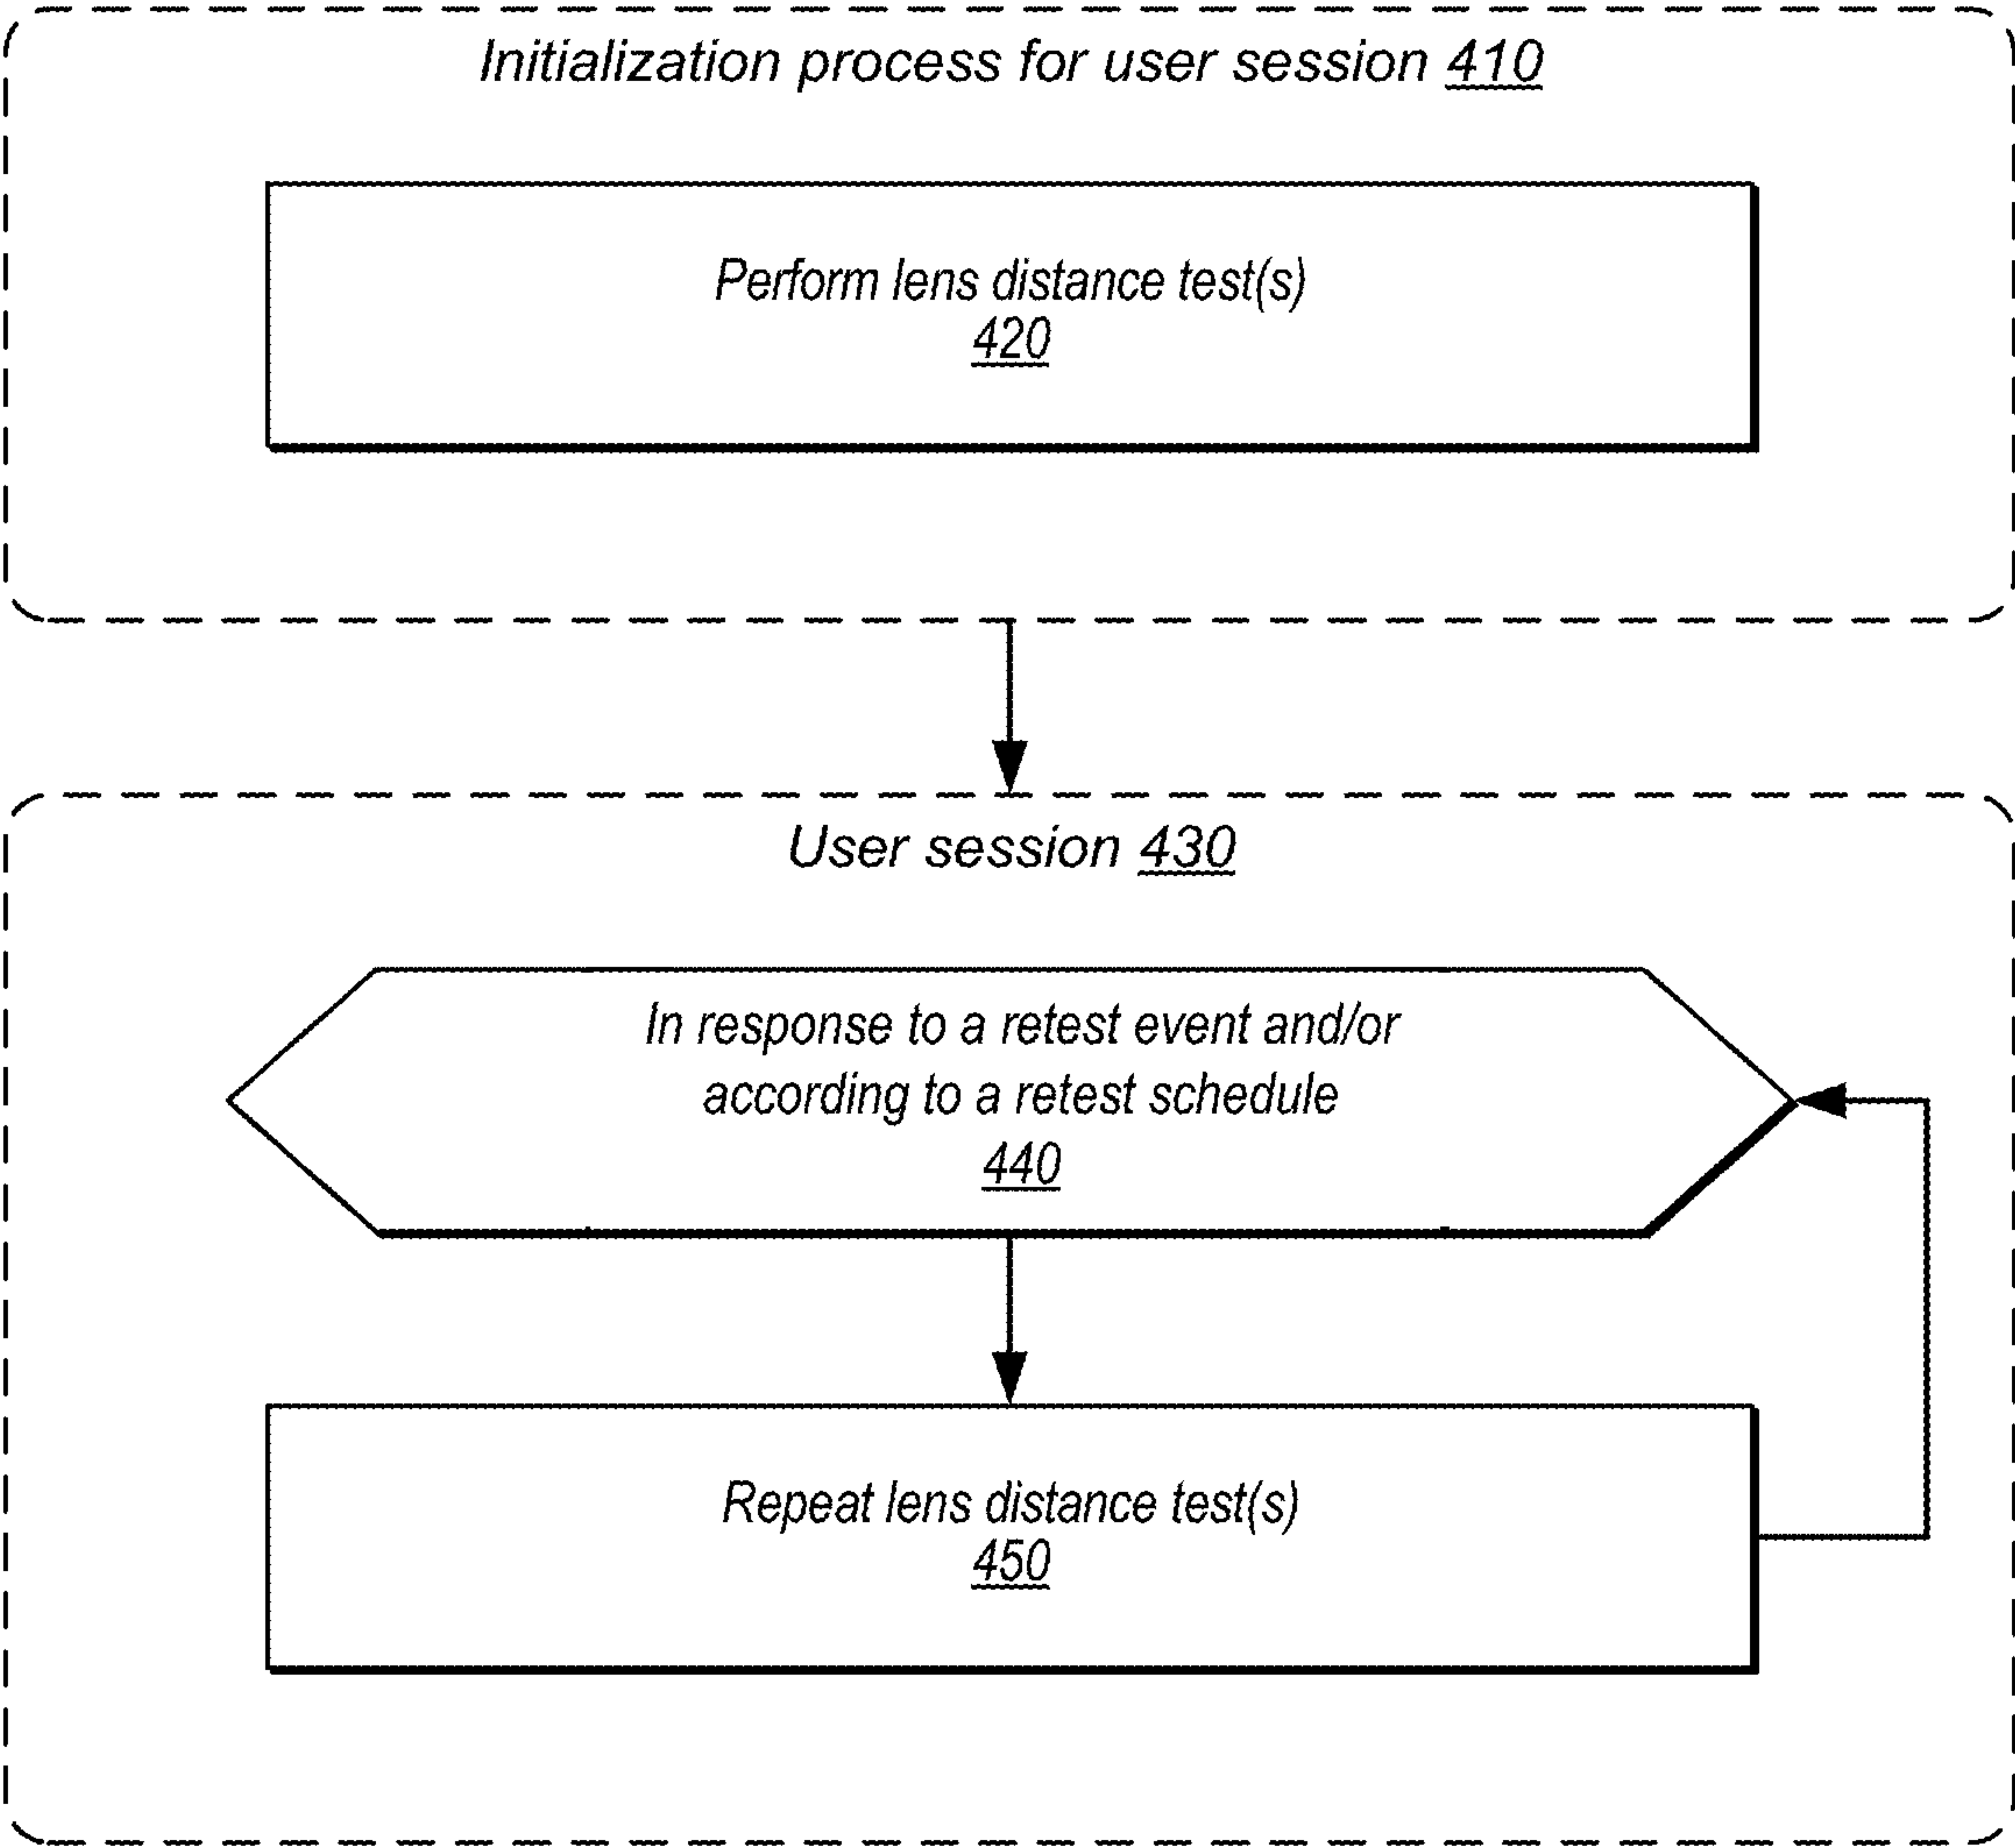 Initialization process for user session 410
Perform lens distance test(s)
420
User session 430
In response to a retest event and/or
according to a retest schedule
440
Repeat lens distance test(s)
450